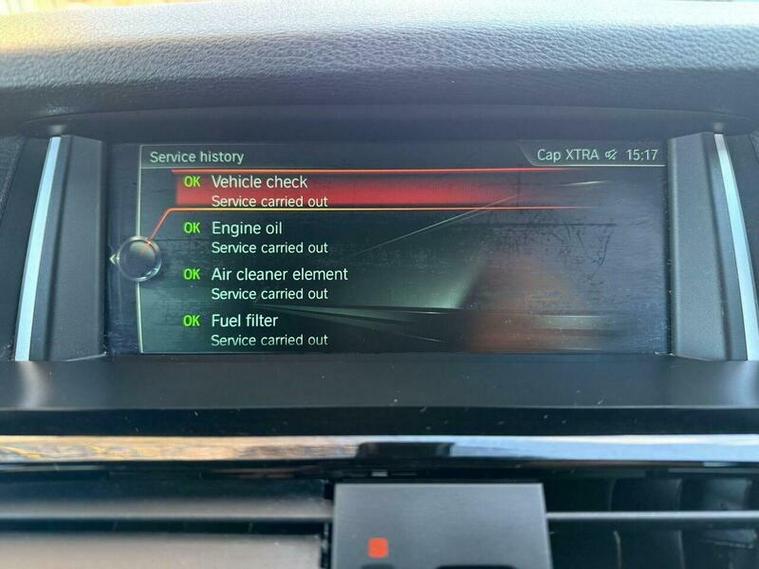 Service history
Cap XTRA 15:17
OK Vehicle check
Service carried out
OK Engine oil
Service carried out
OK Air cleaner element
Service carried out
OK Fuel filter
Service carried out